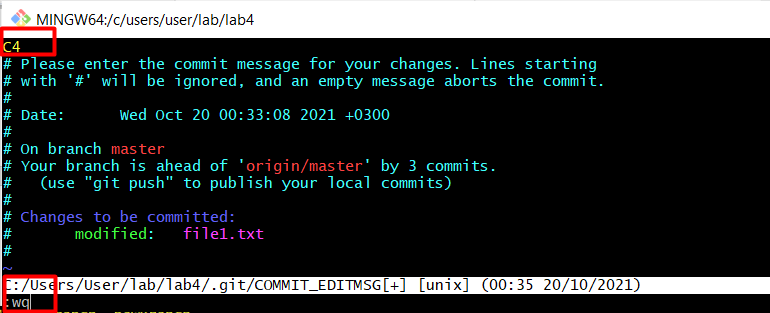 MINGW64:/c/users/user/lab/lab4
C4
# Please enter the commit message for your changes. Lines starting
# with '#' will be ignored, and an empty message aborts the commit.
#
# Date:      Wed Oct 20 00:33:08 2021 +0300
#
# On branch master
# Your branch is ahead of 'origin/master' by 3 commits.
#   (use "git push" to publish your local commits)
#
# Changes to be committed:
#       modified:   file1.txt
#
~
C:/Users/User/lab/lab4/.git/COMMIT_EDITMSG[+] [unix] (00:35 20/10/2021)
:wq